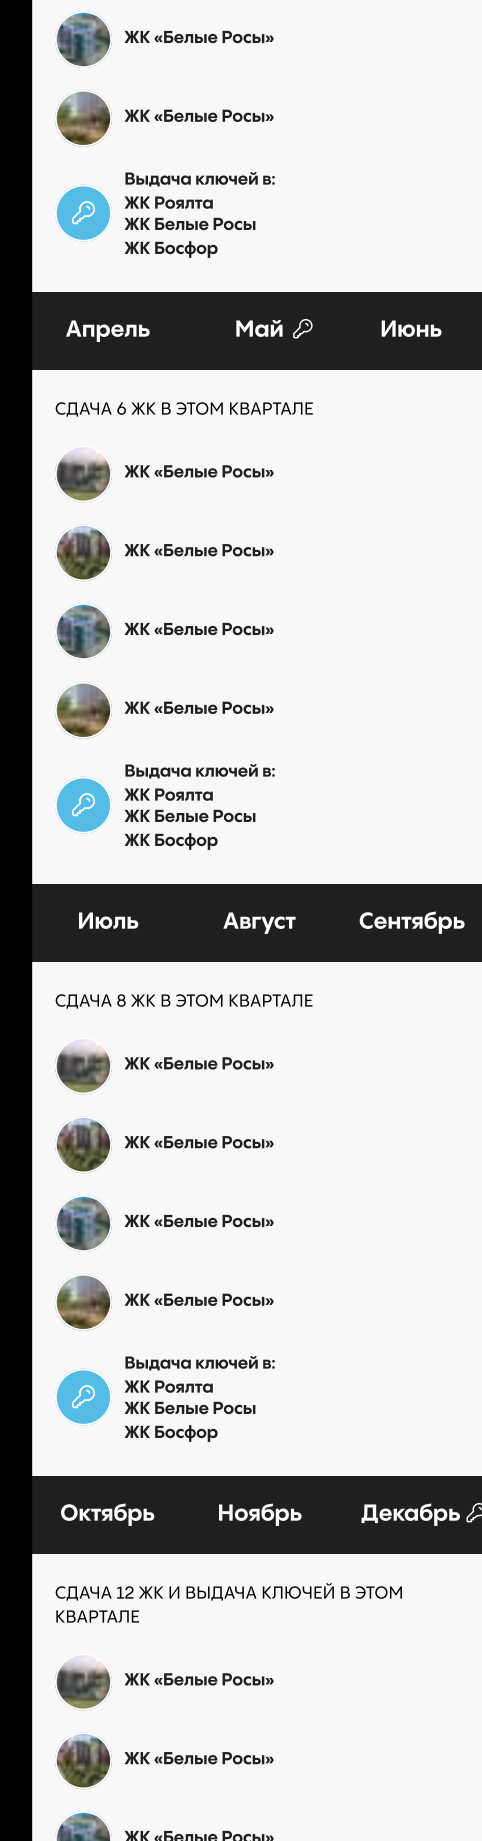 ЖК «Белые Росы»
ЖК «Белые Росы»
Выдача ключей в:
ЖК Роялта
ЖК Белые Росы
ЖК Босфор
Апрель Май Июнь
СДАЧА 6 ЖК В ЭТОМ КВАРТАЛЕ
ЖК «Белые Росы»
ЖК «Белые Росы»
ЖК «Белые Росы»
ЖК «Белые Росы»
Выдача ключей в:
ЖК Роялта
ЖК Белые Росы
ЖК Босфор
Июль Август Сентябрь
СДАЧА 8 ЖК В ЭТОМ КВАРТАЛЕ
ЖК «Белые Росы»
ЖК «Белые Росы»
ЖК «Белые Росы»
ЖК «Белые Росы»
Выдача ключей в:
ЖК Роялта
ЖК Белые Росы
ЖК Босфор
Октябрь Ноябрь Декабрь
СДАЧА 12 ЖК И ВЫДАЧА КЛЮЧЕЙ В ЭТОМ
КВАРТАЛЕ
ЖК «Белые Росы»
ЖК «Белые Росы»
ЖК «Белые Росы»